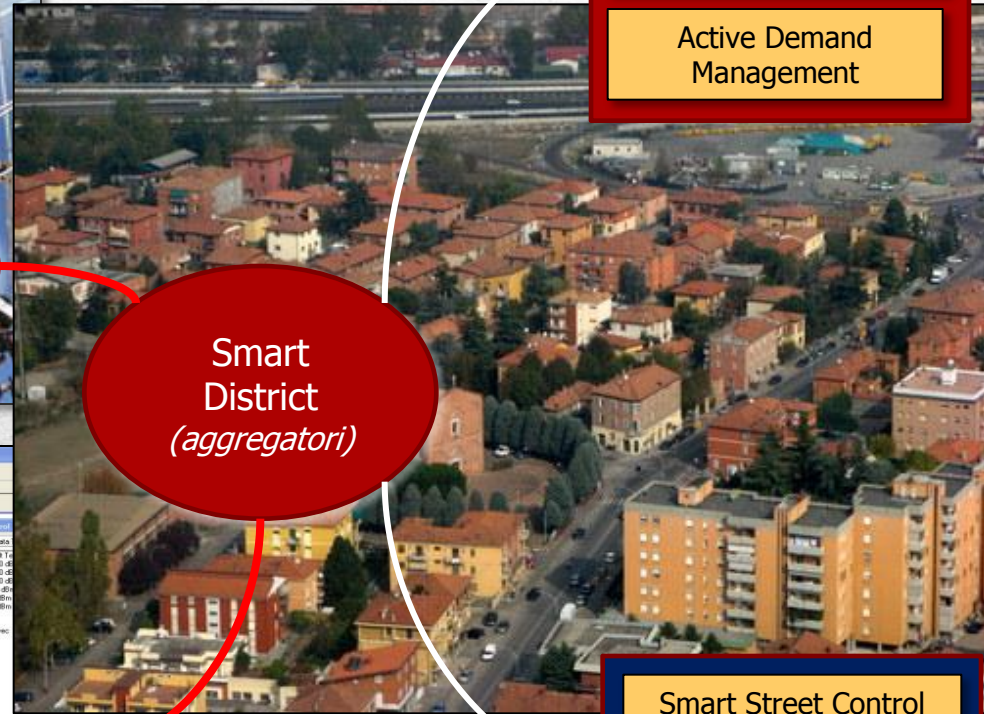 Active Demand
Management
Smart
District
(aggregatori)
Smart Street Control